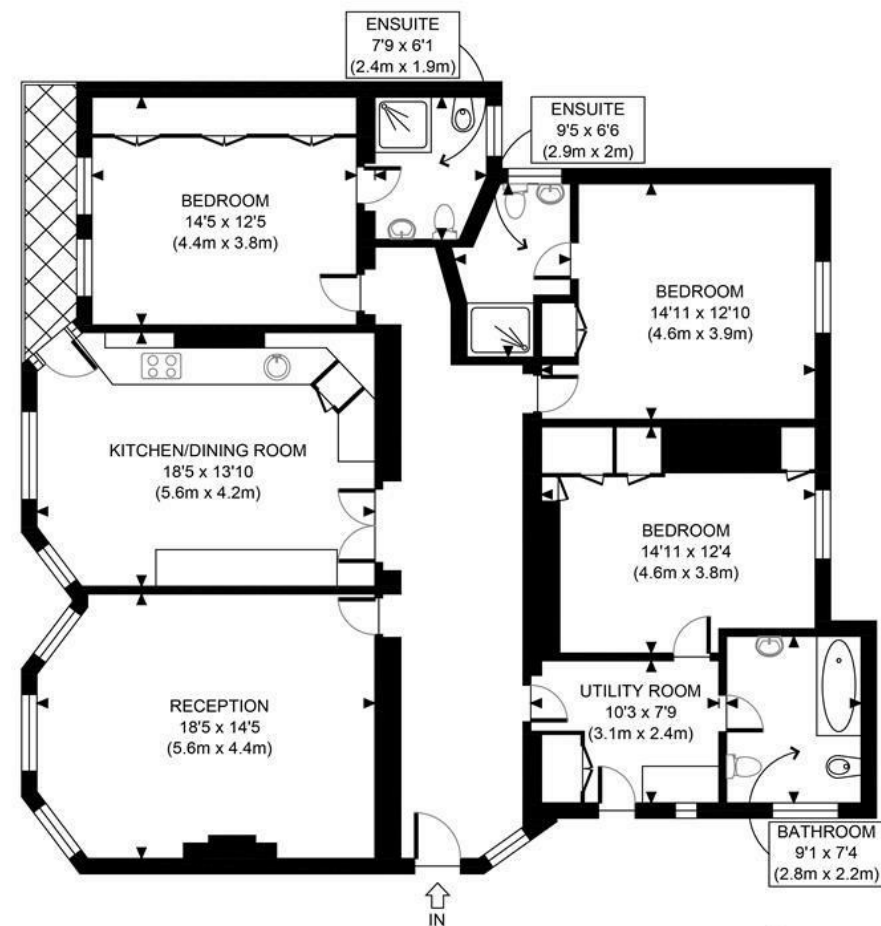 ENSUITE
7'9 x 6'1
(2.4m x 1.9m)
ENSUITE
9'5 x 6'6
(2.9m x 2m)
BEDROOM
14'5 x 12'5
(4.4m x 3.8m)
BEDROOM
14'11 x 12'10
(4.6m x 3.9m)
KITCHEN/DINING ROOM
18'5 x 13'10
(5.6m x 4.2m)
BEDROOM
14'11 x 12'4
(4.6m x 3.8m)
RECEPTION
18'5 x 14'5
(5.6m x 4.4m)
UTILITY ROOM
10'3 x 7'9
(3.1m x 2.4m)
BATHROOM
9'1 x 7'4
(2.8m x 2.2m)
IN